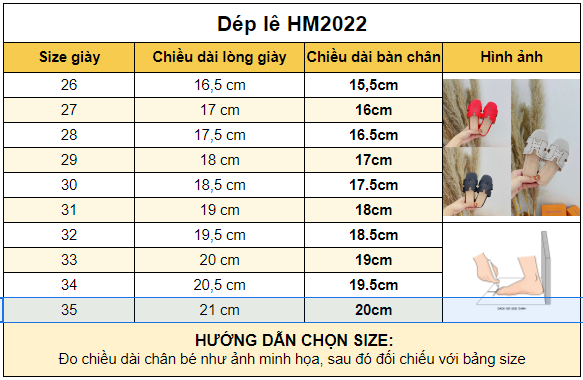 Dép lê HM2022
Size giày Chiều dài lòng giày Chiều dài bàn chân Hình ảnh
26 16,5 cm 15,5cm
27 17 cm 16cm
28 17,5 cm 16.5cm
29 18 cm 17cm
30 18,5 cm 17.5cm
31 19 cm 18cm
32 19,5 cm 18.5cm
33 20 cm 19cm
34 20,5 cm 19.5cm
35 21 cm 20cm
HƯỚNG DẪN CHỌN SIZE:
Đo chiều dài chân bé như ảnh minh họa, sau đó đối chiếu với bảng size